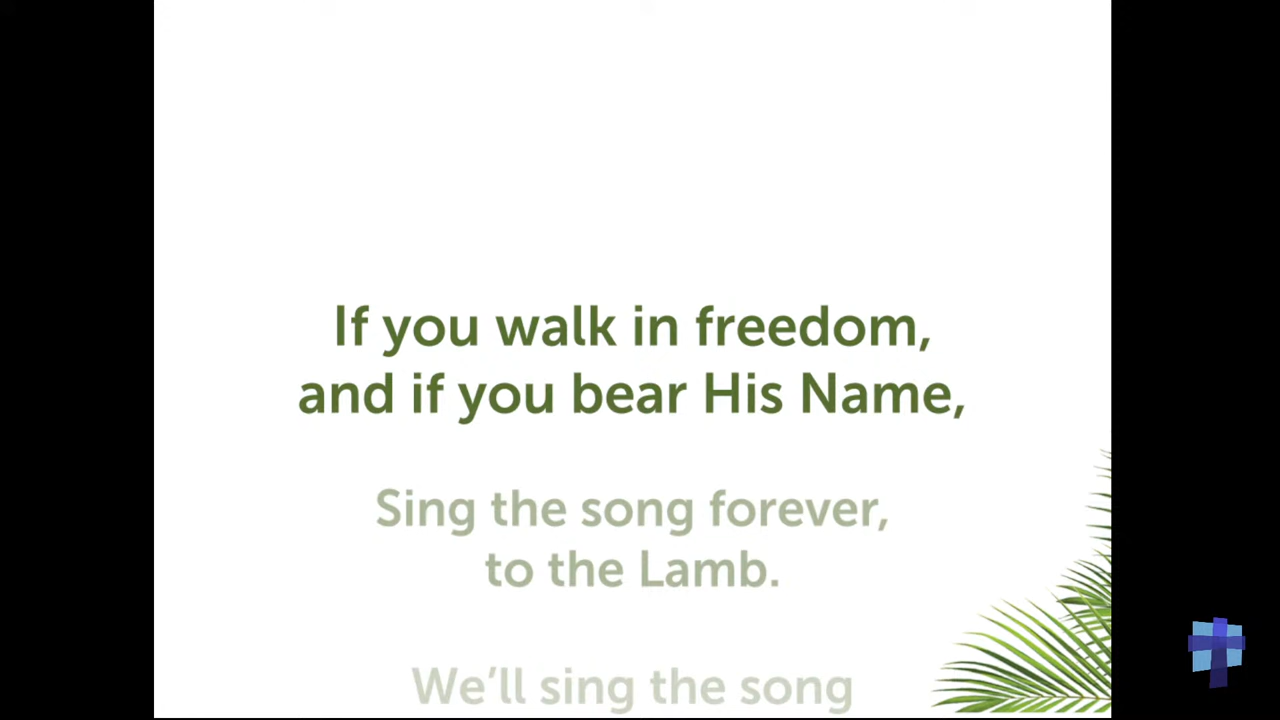 If you walk in freedom,
and if you bear His Name,
Sing the song forever,
to the Lamb.
We’ll sing the song